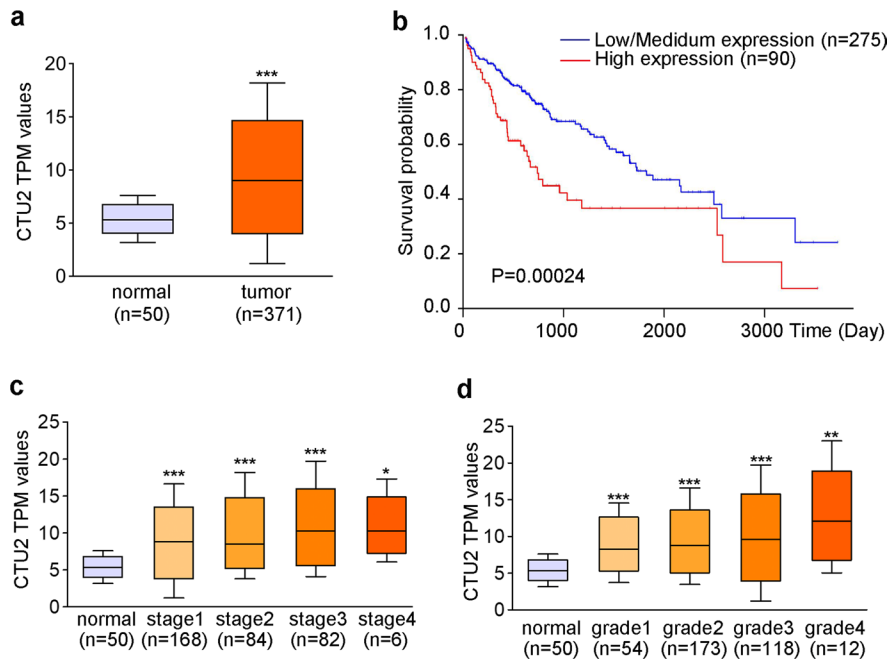 a
CTU2 TPM values
20
15
10
5
0
***
normal
(n=50)
tumor
(n=371)
b
Low/Medidum expression (n=275)
High expression (n=90)
Survuval probability
1.0
0.8
0.6
0.4
0.2
0.0
P=0.00024
0 1000 2000 3000 Time (Day)
c
CTU2 TPM values
25
20
15
10
5
0
*** *** *** *
normal stage1 stage2 stage3 stage4
(n=50) (n=168) (n=84) (n=82) (n=6)
d
CTU2 TPM values
25
20
15
10
5
0
*** *** *** **
normal grade1 grade2 grade3 grade4
(n=50) (n=54) (n=173) (n=118) (n=12)